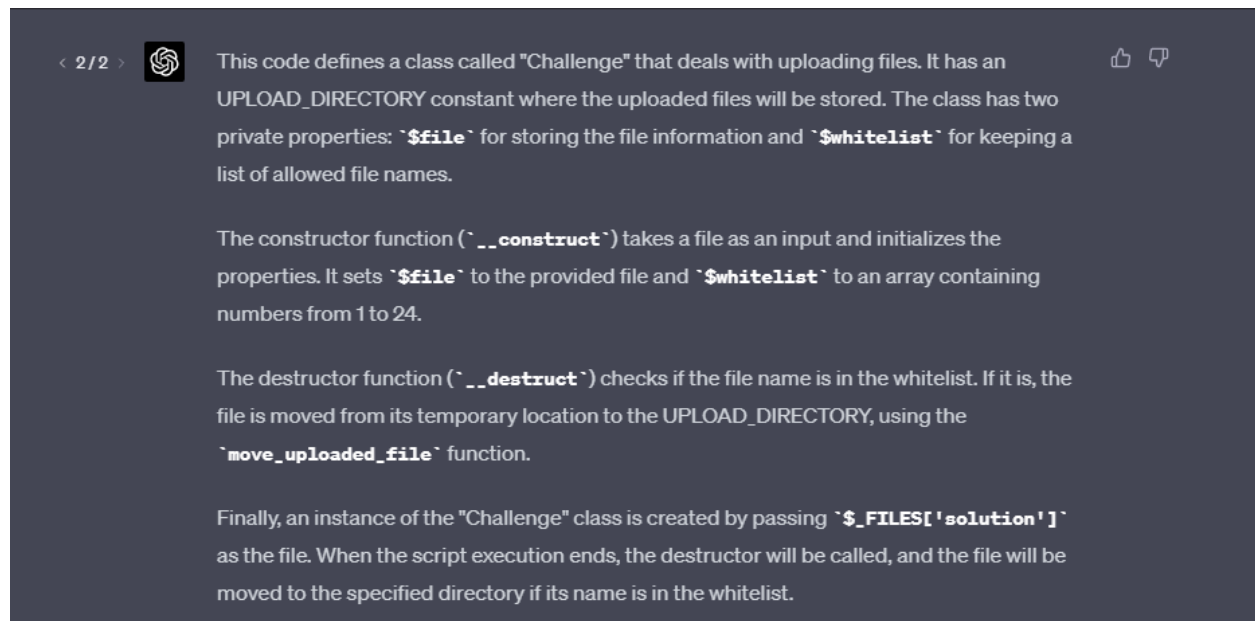 < 2/2 >
This code defines a class called "Challenge" that deals with uploading files. It has an
UPLOAD_DIRECTORY constant where the uploaded files will be stored. The class has two
private properties: `$file` for storing the file information and `$whitelist` for keeping a
list of allowed file names.
The constructor function (`__construct`) takes a file as an input and initializes the
properties. It sets `$file` to the provided file and `$whitelist` to an array containing
numbers from 1 to 24.
The destructor function (`__destruct`) checks if the file name is in the whitelist. If it is, the
file is moved from its temporary location to the UPLOAD_DIRECTORY, using the
`move_uploaded_file` function.
Finally, an instance of the "Challenge" class is created by passing `$_FILES['solution']`
as the file. When the script execution ends, the destructor will be called, and the file will be
moved to the specified directory if its name is in the whitelist.